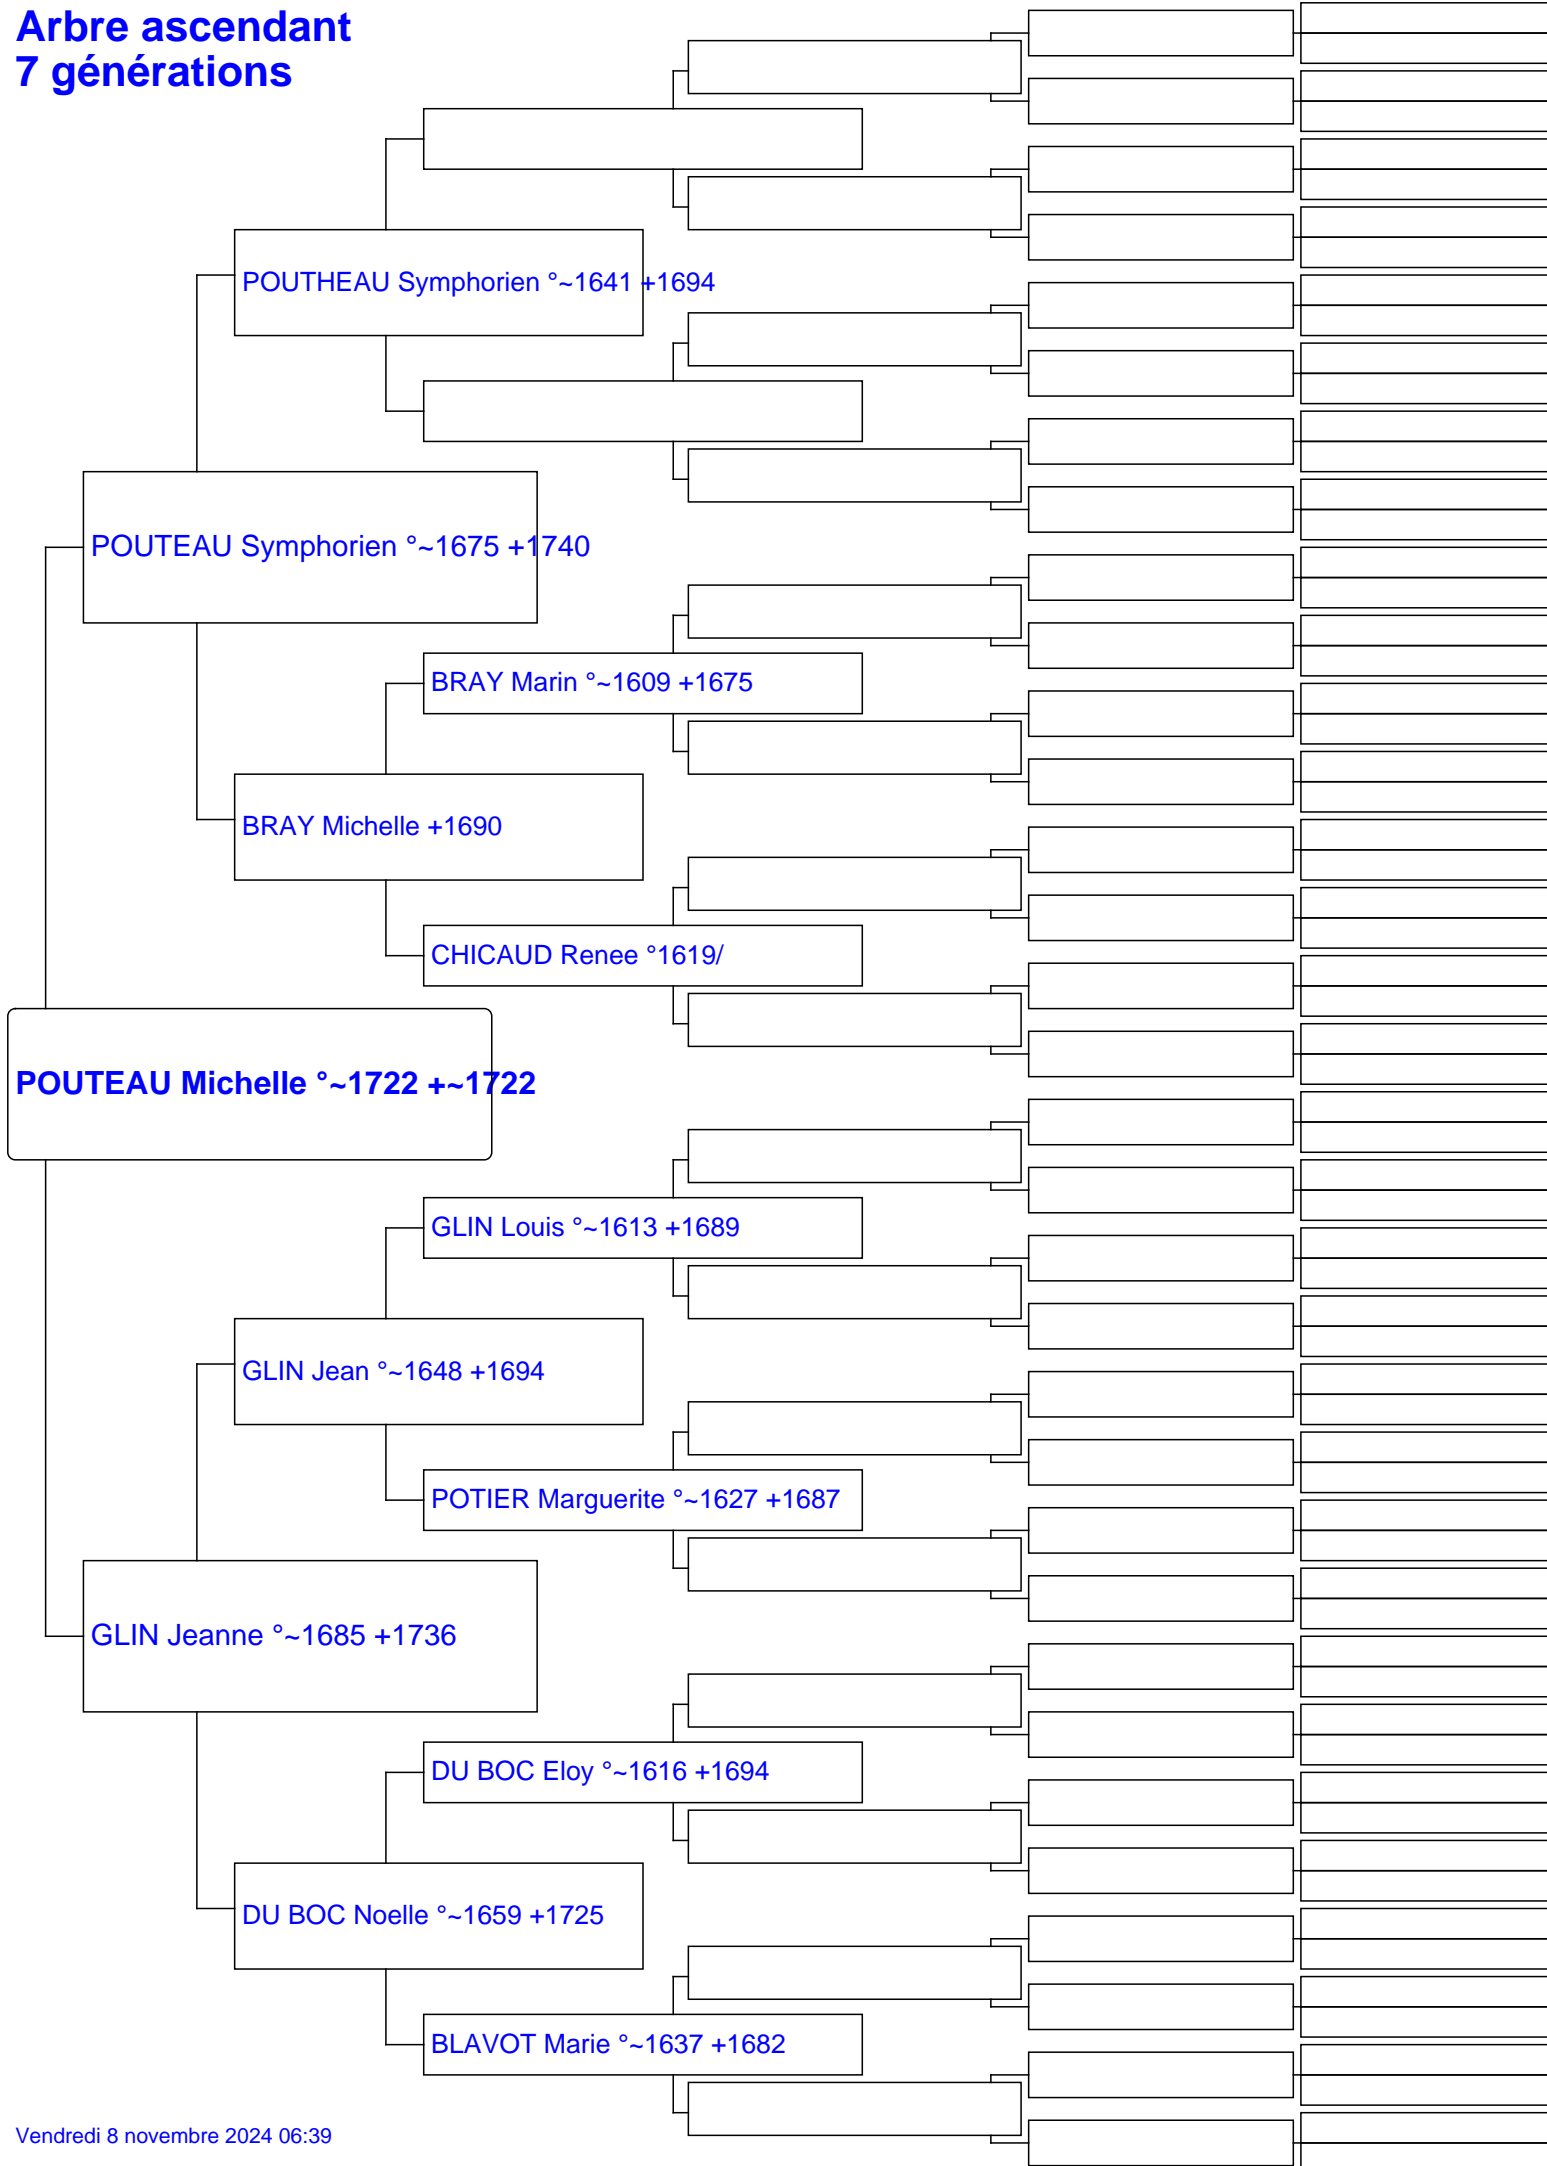 Arbre ascendant
7 générations
POUTHEAU Symphorien °~1641 +1694
POUTEAU Symphorien °~1675 +1740
BRAY Marin °~1609 +1675
BRAY Michelle +1690
CHICAUD Renee °1619/
POUTEAU Michelle °~1722 +~1722
GLIN Louis °~1613 +1689
GLIN Jean °~1648 +1694
POTIER Marguerite °~1627 +1687
GLIN Jeanne °~1685 +1736
DU BOC Eloy °~1616 +1694
DU BOC Noelle °~1659 +1725
BLAVOT Marie °~1637 +1682
Vendredi 8 novembre 2024 06:39